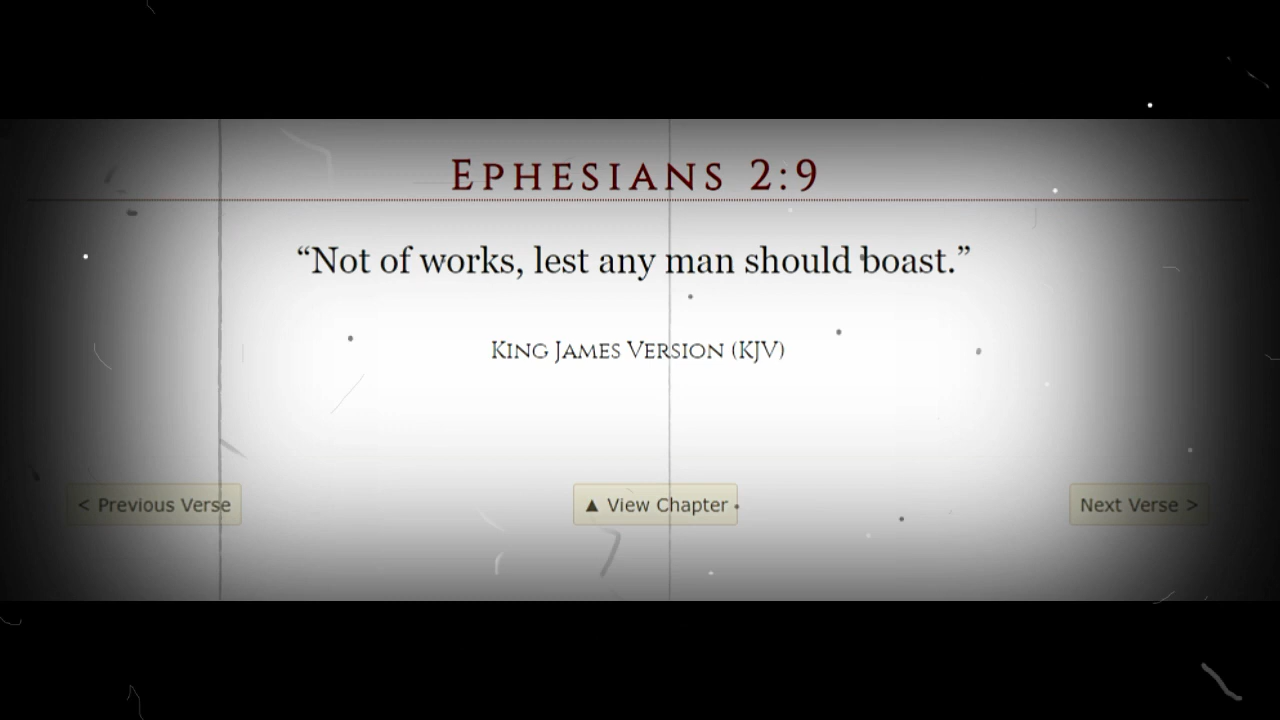 Ephesians 2:9
“Not of works, lest any man should boast.”
King James Version (KJV)
< Previous Verse
▲ View Chapter
Next Verse >